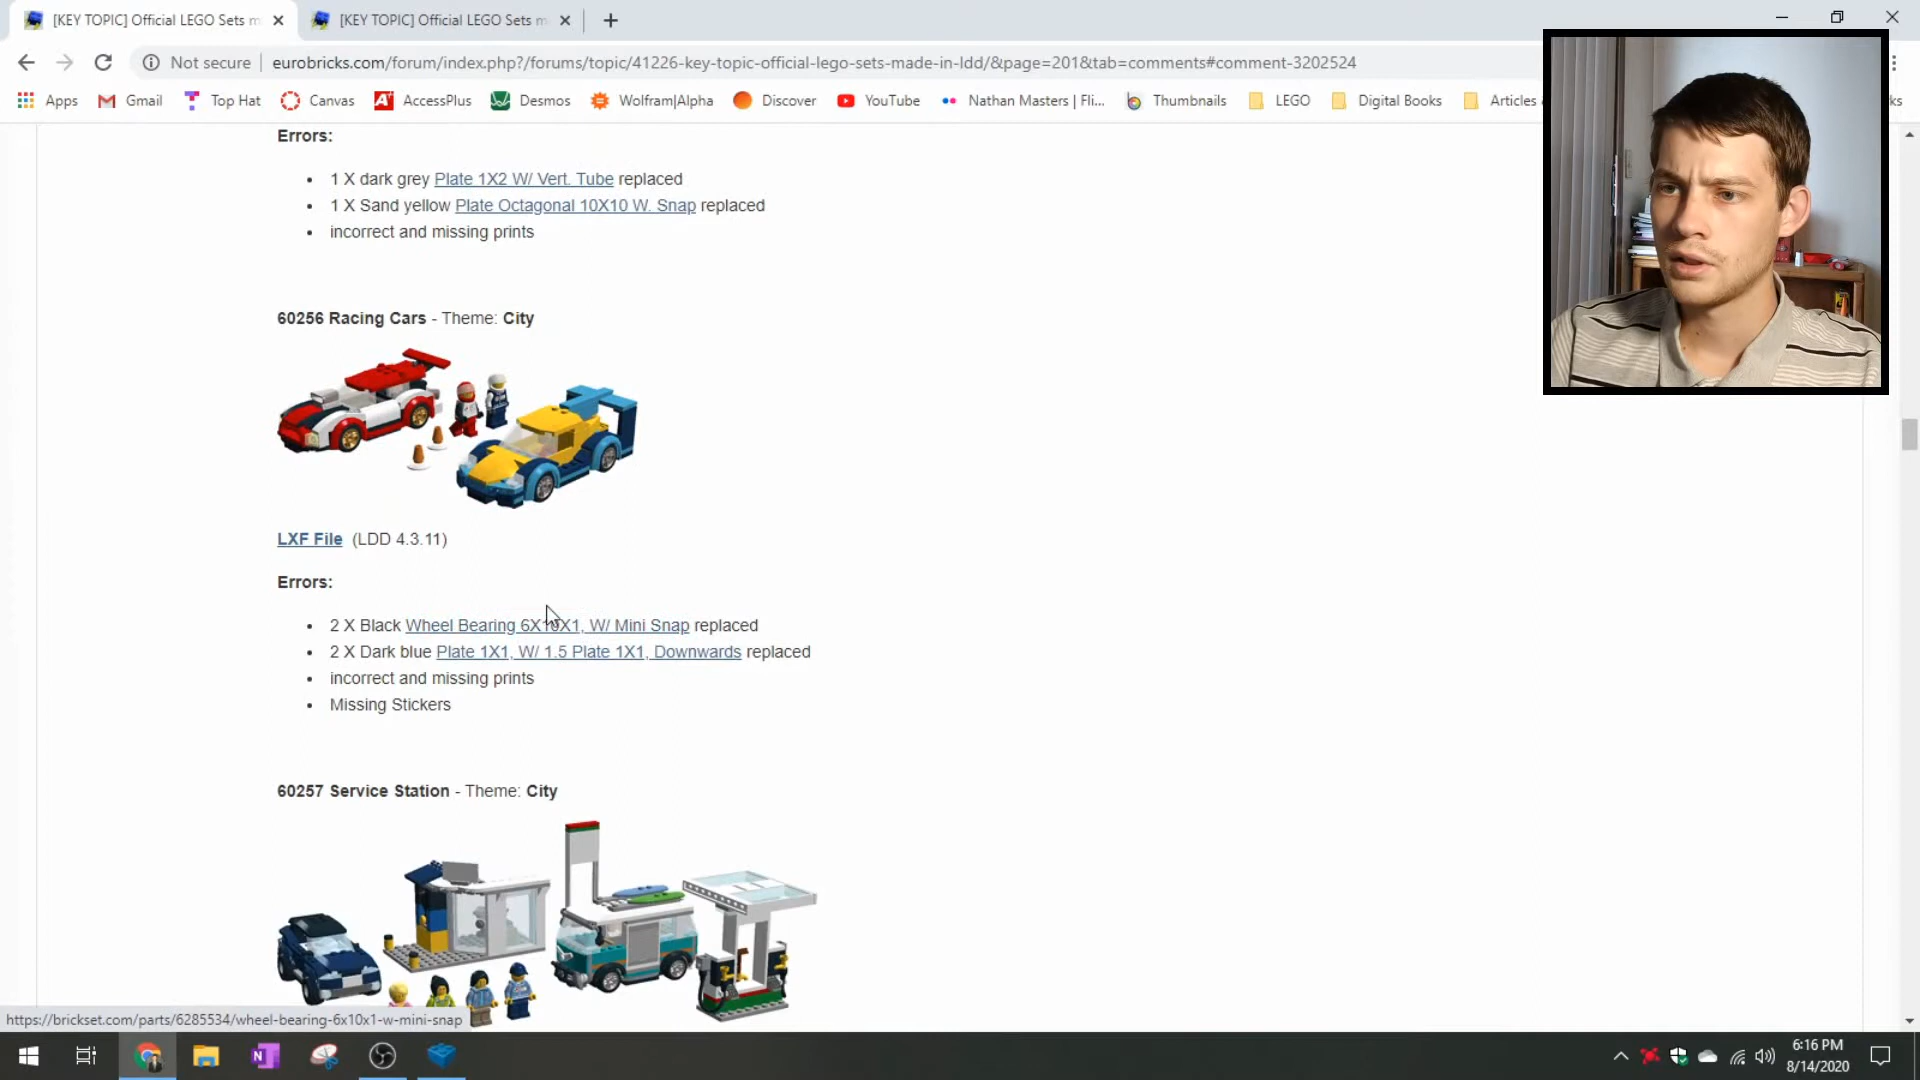 [KEY TOPIC] Official LEGO Sets m
[KEY TOPIC] Official LEGO Sets m
Not secure
eurobricks.com/forum/index.php?/forums/topic/41226-key-topic-official-lego-sets-made-in-ldd/&page=201&tab=comments#comment-3202524
Apps Gmail Top Hat Canvas AccessPlus Desmos Wolfram|Alpha Discover YouTube Nathan Masters | Fli... Thumbnails LEGO Digital Books Articles
Errors:
1 X dark grey Plate 1X2 W/ Vert. Tube replaced
1 X Sand yellow Plate Octagonal 10X10 W. Snap replaced
incorrect and missing prints
60256 Racing Cars - Theme: City
LXF File (LDD 4.3.11)
Errors:
2 X Black Wheel Bearing 6X10X1, W/ Mini Snap replaced
2 X Dark blue Plate 1X1, W/ 1.5 Plate 1X1, Downwards replaced
incorrect and missing prints
Missing Stickers
60257 Service Station - Theme: City
https://brickset.com/parts/6285534/wheel-bearing-6x10x1-w-mini-snap
6:16 PM
8/14/2020